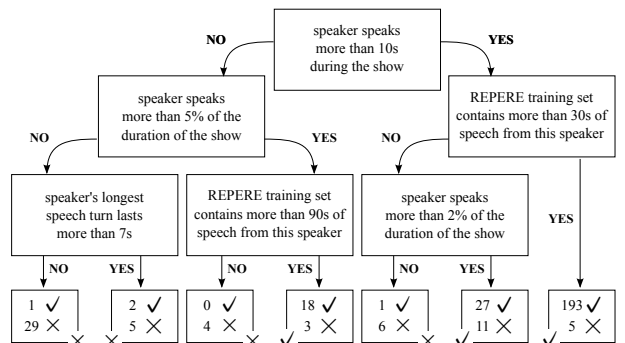 speaker speaks
more than 10s
during the show
NO
YES
speaker speaks
more than 5% of the
duration of the show
REPERE training set
contains more than 30s of
speech from this speaker
NO
YES
NO
YES
speaker's longest
speech turn lasts
more than 7s
REPERE training set
contains more than 90s of
speech from this speaker
speaker speaks
more than 2% of the
duration of the show
NO
YES
NO
YES
NO
YES
1 ✓
29 ✕
2 ✓
5 ✕
0 ✓
4 ✕
18 ✓
3 ✕
1 ✓
6 ✕
27 ✓
11 ✕
193 ✓
5 ✕